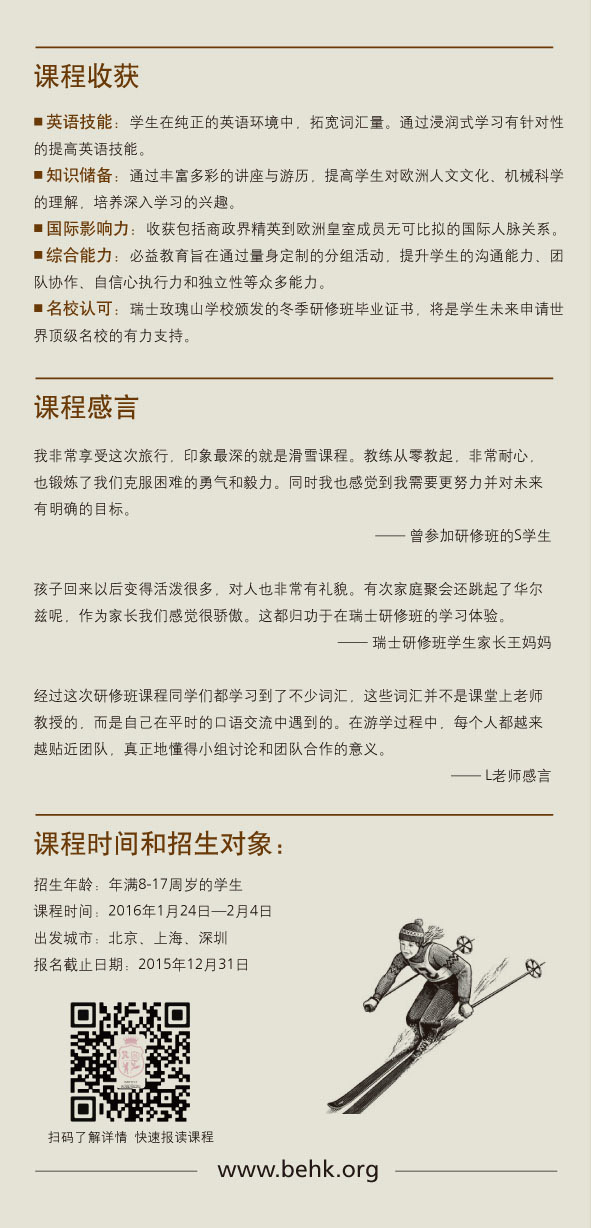 课程收获
■ 英语技能：学生在纯正的英语环境中，拓宽词汇量。通过浸润式学习有针对性
的提高英语技能。
■ 知识储备：通过丰富多彩的讲座与游历，提高学生对欧洲人文文化、机械科学
的理解，培养深入学习的兴趣。
■ 国际影响力：收获包括商政界精英到欧洲皇室成员无可比拟的国际人脉关系。
■ 综合能力：必益教育旨在通过量身定制的分组活动，提升学生的沟通能力、团
队协作、自信心执行力和独立性等众多能力。
■ 名校认可：瑞士玫瑰山学校颁发的冬季研修班毕业证书，将是学生未来申请世
界顶级名校的有力支持。
课程感言
我非常享受这次旅行，印象最深的就是滑雪课程。教练从零教起，非常耐心，
也锻炼了我们克服困难的勇气和毅力。同时我也感觉到我需要更努力并对未来
有明确的目标。
—— 曾参加研修班的S学生
孩子回来以后变得活泼很多，对人也非常有礼貌。有次家庭聚会还跳起了华尔
兹呢，作为家长我们感觉很骄傲。这都归功于在瑞士研修班的学习体验。
—— 瑞士研修班学生家长王妈妈
经过这次研修班课程同学们都学习到了不少词汇，这些词汇并不是课堂上老师
教授的，而是自己在平时的口语交流中遇到的。在游学过程中，每个人都越来
越贴近团队，真正地懂得小组讨论和团队合作的意义。
—— L老师感言
课程时间和招生对象：
招生年龄：年满8-17周岁的学生
课程时间：2016年1月24日—2月4日
出发城市：北京、上海、深圳
报名截止日期：2015年12月31日
扫码了解详情 快速报读课程
www.behk.org